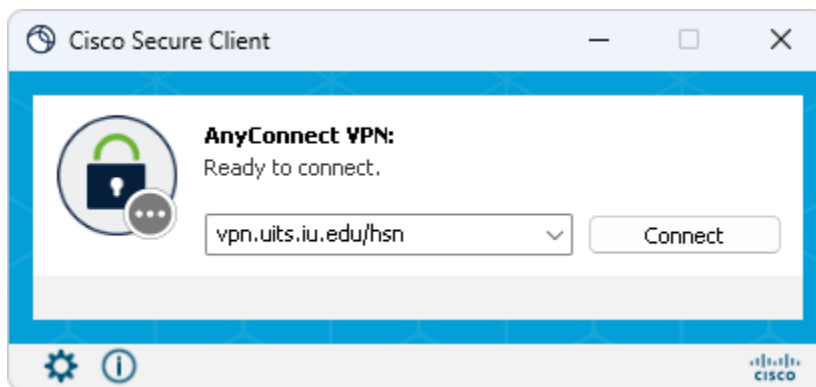 Cisco Secure Client
AnyConnect VPN:
Ready to connect.
vpn.uits.iu.edu/hsn
Connect
CISCO